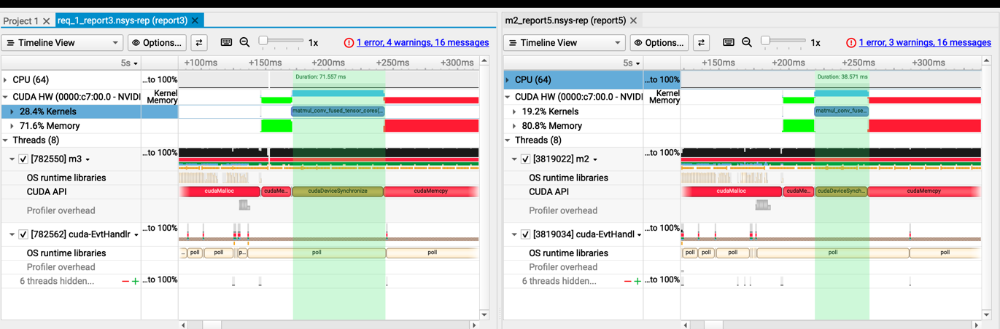 Project 1
req_1_report3.nsys-rep (report3)
Timeline View
Options...
1x
1 error, 4 warnings, 16 messages
5s
+100ms +150ms +200ms +250ms +300ms
CPU (64)
...to 100%
Duration: 71.557 ms
CUDA HW (0000:c7:00.0 - NVIDI
Kernel
Memory
28.4% Kernels
matmul_conv_fused_tensor_cores(...
71.6% Memory
Threads (8)
[782550] m3
...to 100%
OS runtime libraries
CUDA API
cudaMalloc cudaMe... cudaDeviceSynchronize cudaMemcpy
Profiler overhead
[782562] cuda-EvtHandlr
...to 100%
OS runtime libraries
... poll poll p... poll poll
Profiler overhead
6 threads hidden...
...to 100%
m2_report5.nsys-rep (report5)
Timeline View
Options...
1x
1 error, 3 warnings, 16 messages
5s
+100ms +150ms +200ms +250ms +300ms
CPU (64)
...to 100%
Duration: 38.571 ms
CUDA HW (0000:c7:00.0 - NVIDI
Kernel
Memory
19.2% Kernels
matmul_conv_fuse...
80.8% Memory
Threads (8)
[3819022] m2
...to 100%
OS runtime libraries
CUDA API
cudaMalloc cudaMe... cudaDeviceSynch... cudaMemcpy
Profiler overhead
[3819034] cuda-EvtHandl
...to 100%
OS runtime libraries
poll poll poll poll poll
Profiler overhead
6 threads hidden...
...to 100%